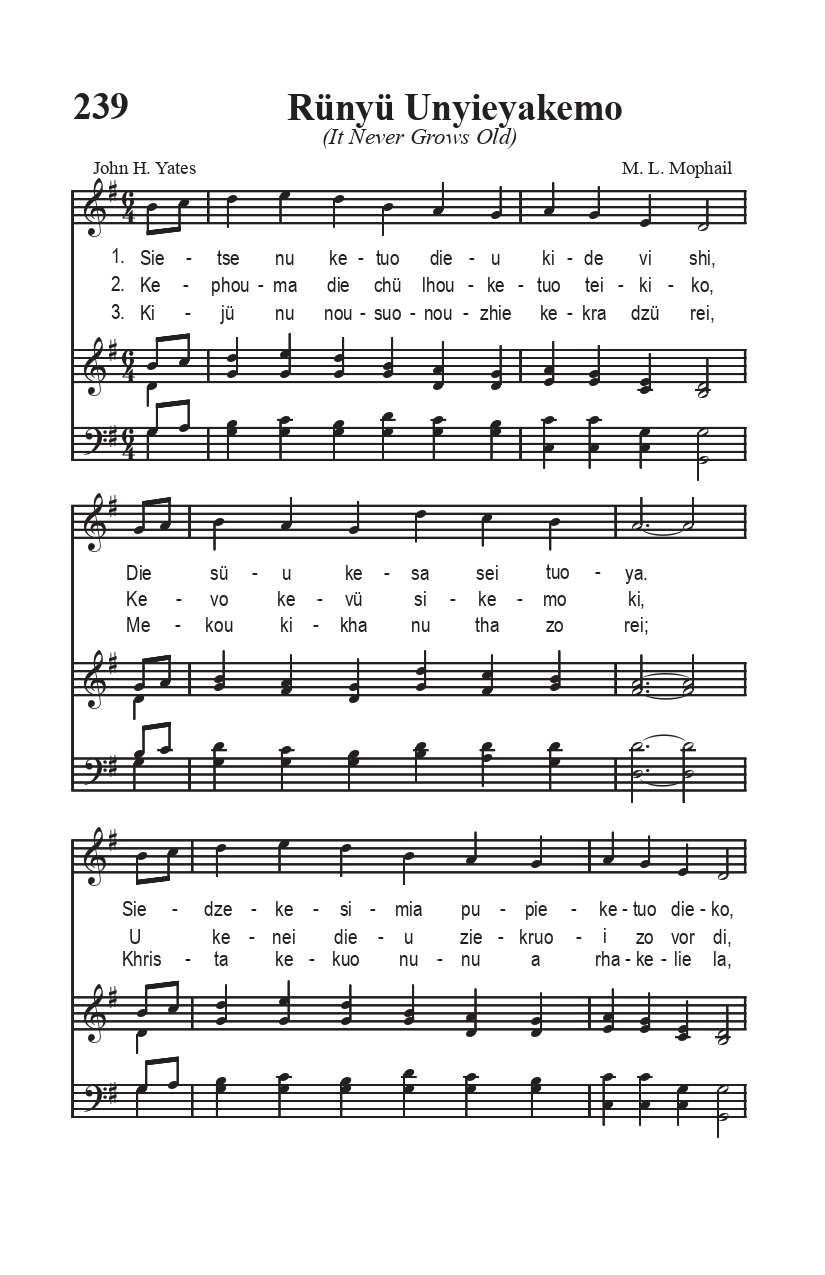 239 Rünyü Unyieyakemo
(It Never Grows Old)
John H. Yates M. L. Mophail
1. Sie - tse nu ke - tuo die - u ki - de vi shi,
2. Ke - phou - ma die chü lhou - ke - tuo tei - ki - ko,
3. Ki - jü nu nou - suo - nou - zhie ke - kra dzü rei,
Die sü - u ke - sa sei tuo - ya.
Ke - vo ke - vü si - ke - mo ki,
Me - kou ki - kha nu tha zo rei;
Sie - dze - ke - si - mia pu - pie - ke - tuo die - ko,
U ke - nei die - u zie - kruo - i zo vor di,
Khris - ta ke - kuo nu - nu a rha - ke - lie la,